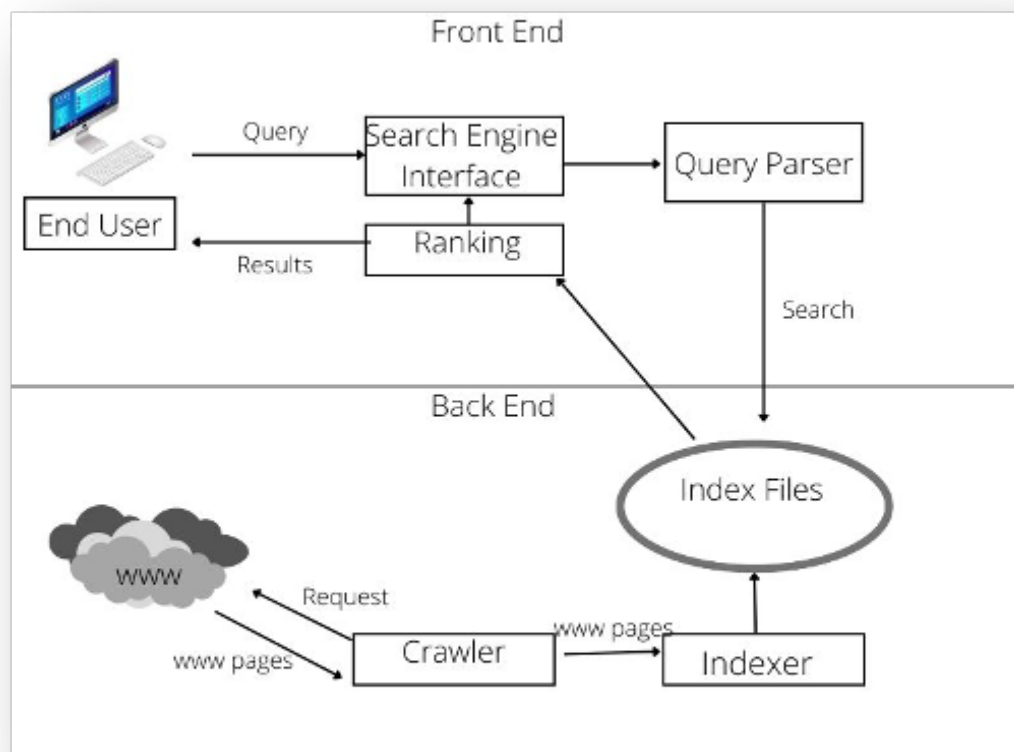 Front End
Query
Search Engine
Interface
Query Parser
End User
Ranking
Results
Search
Back End
Index Files
www
Request
www pages
Crawler
www pages
Indexer